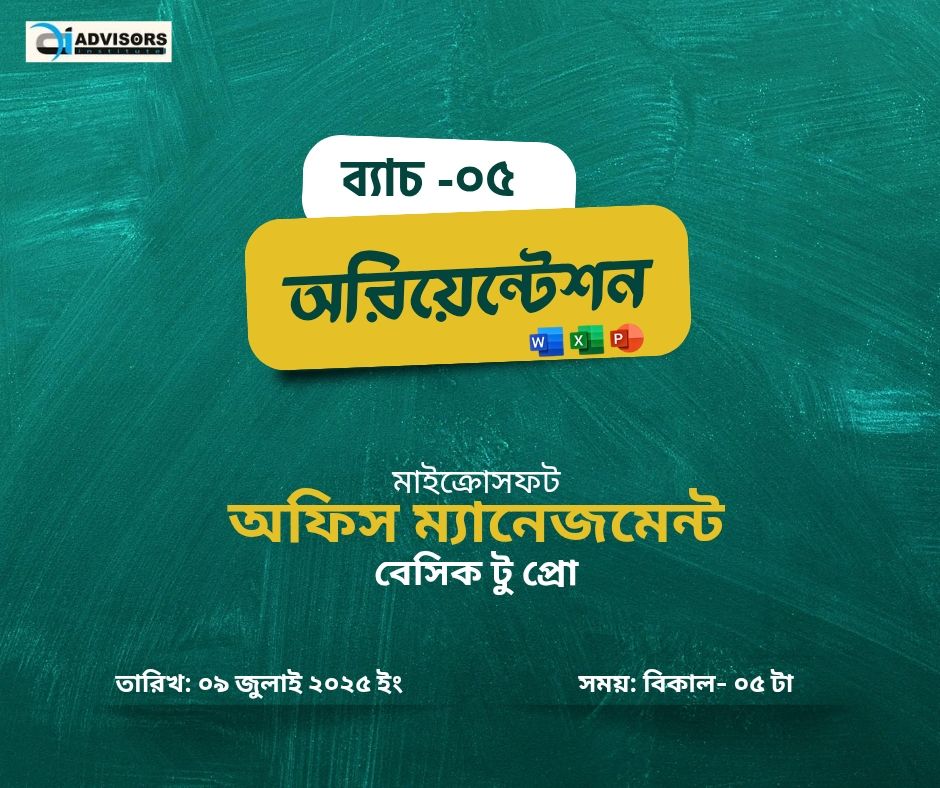 ADVISORS
institute
ব্যাচ -০৫
অরিয়েন্টেশন
W X P
মাইক্রোসফট
অফিস ম্যানেজমেন্ট
বেসিক টু প্রো
তারিখ: ০৯ জুলাই ২০২৫ ইং
সময়: বিকাল- ০৫ টা